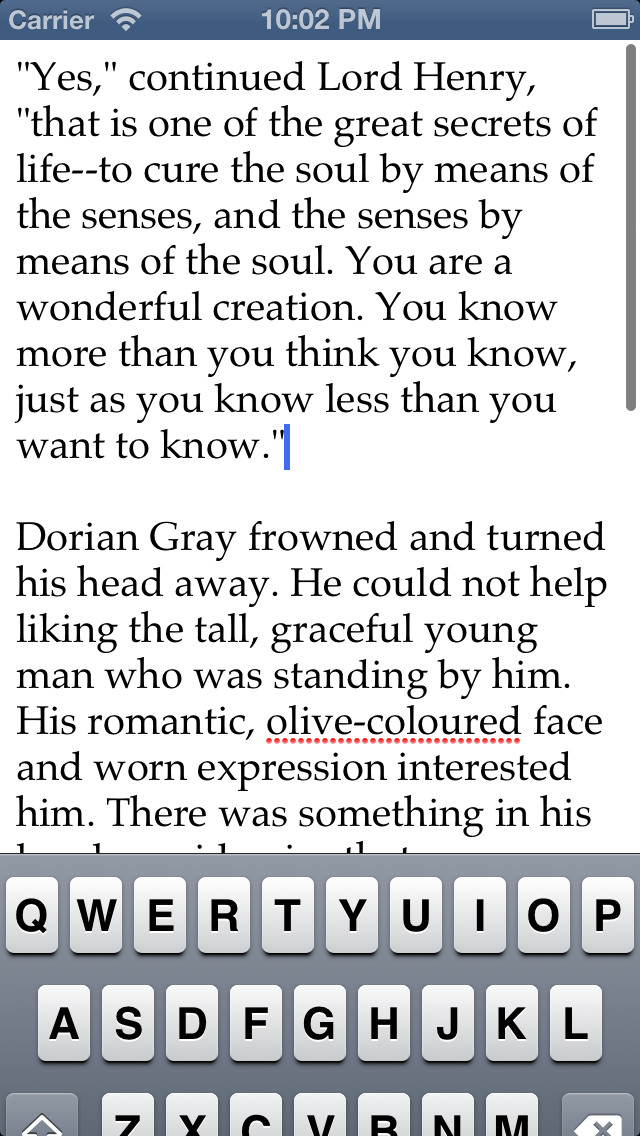 Carrier 10:02 PM
"Yes," continued Lord Henry,
"that is one of the great secrets of
life--to cure the soul by means of
the senses, and the senses by
means of the soul. You are a
wonderful creation. You know
more than you think you know,
just as you know less than you
want to know."
Dorian Gray frowned and turned
his head away. He could not help
liking the tall, graceful young
man who was standing by him.
His romantic, olive-coloured face
and worn expression interested
him. There was something in his
Q W E R T Y U I O P
A S D F G H J K L
Z X C V B N M